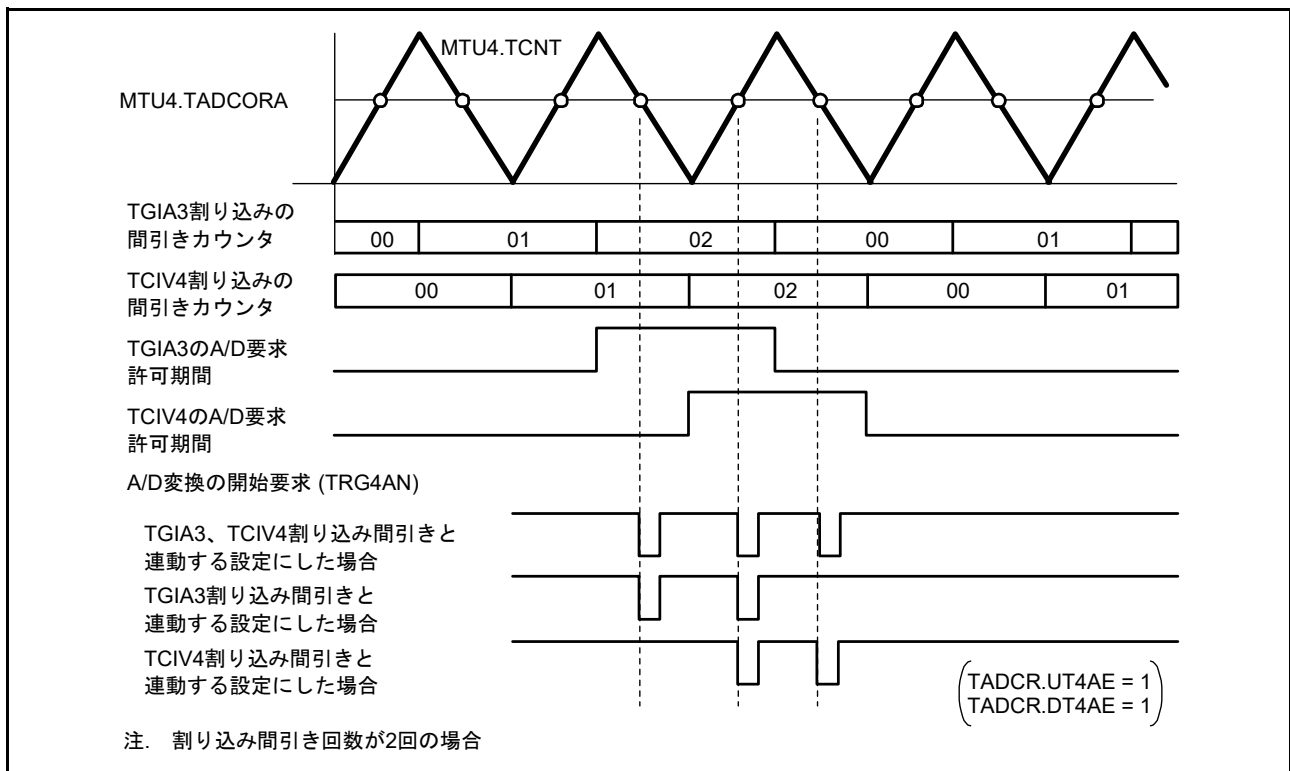 MTU4.TCNT
MTU4.TADCORA
TGIA3割り込みの
間引きカウンタ
00 01 02 00 01
TCIV4割り込みの
間引きカウンタ
00 01 02 00 01
TGIA3のA/D要求
許可期間
TCIV4のA/D要求
許可期間
A/D変換の開始要求 (TRG4AN)
TGIA3、TCIV4割り込み間引きと
連動する設定にした場合
TGIA3割り込み間引きと
連動する設定にした場合
TCIV4割り込み間引きと
連動する設定にした場合
TADCR.UT4AE = 1
TADCR.DT4AE = 1
注. 割り込み間引き回数が2回の場合